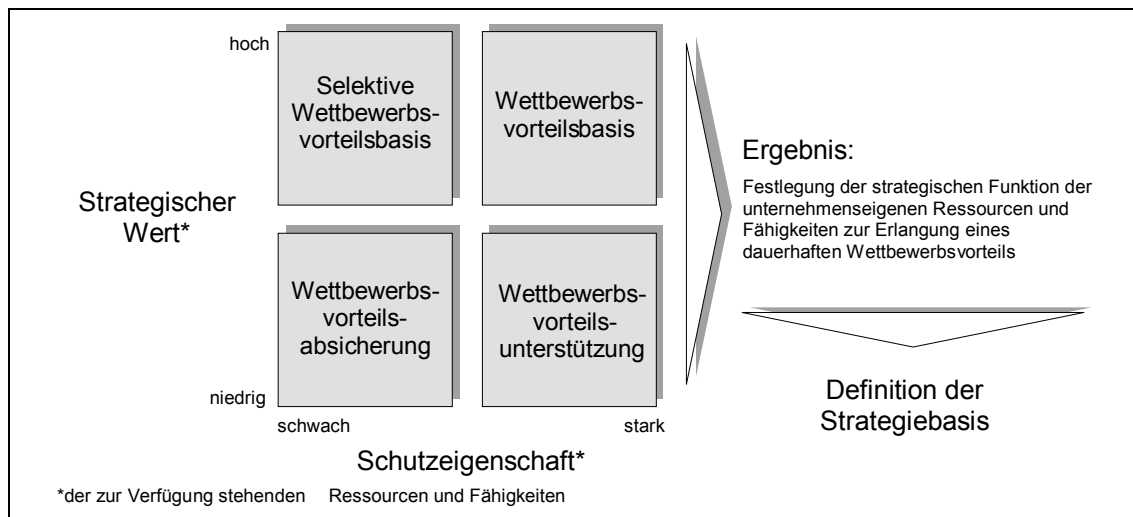 hoch
Selektive
Wettbewerbs-
vorteilsbasis
Wettbewerbs-
vorteilsbasis
Strategischer
Wert*
Wettbewerbs-
vorteils-
absicherung
Wettbewerbs-
vorteils-
unterstützung
niedrig
schwach
stark
Schutzeigenschaft*
*der zur Verfügung stehenden Ressourcen und Fähigkeiten
Ergebnis:
Festlegung der strategischen Funktion der
unternehmenseigenen Ressourcen und
Fähigkeiten zur Erlangung eines
dauerhaften Wettbewerbsvorteils
Definition der
Strategiebasis